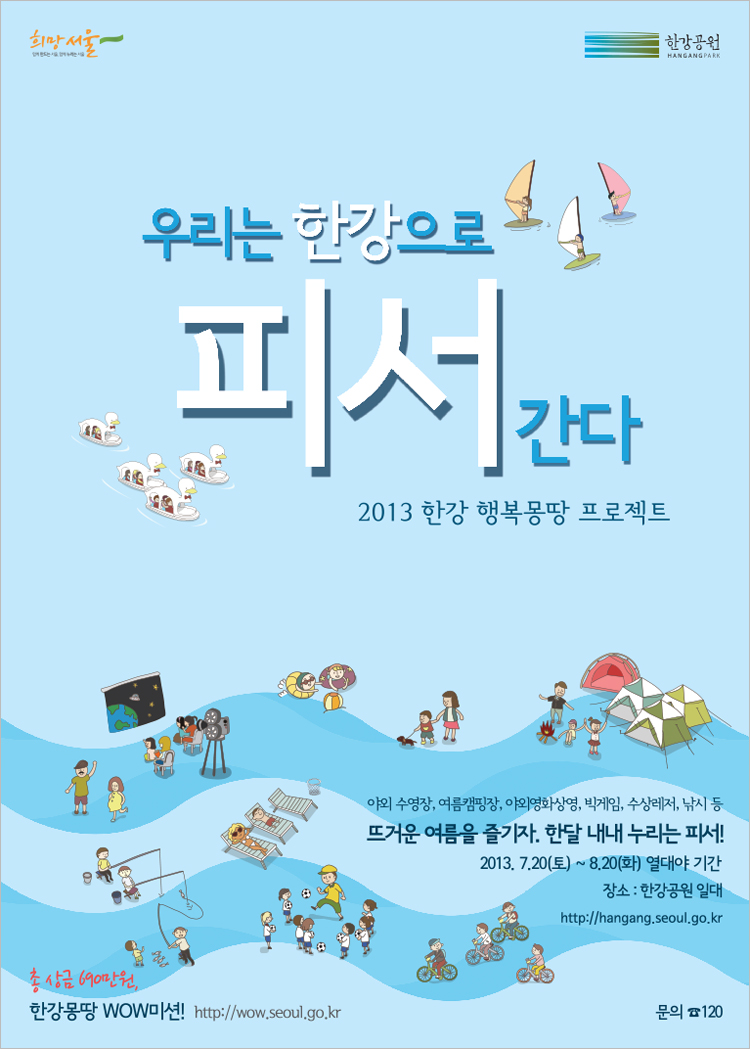 희망서울
한강공원
HANGANGPARK
우리는 한강으로
피서
간다
2013 한강 행복몽땅 프로젝트
야외 수영장, 여름캠핑장, 야외영화상영, 빅게임, 수상레저, 낚시 등
뜨거운 여름을 즐기자. 한달 내내 누리는 피서!
2013. 7.20(토) ~ 8.20(화) 열대야 기간
장소 : 한강공원 일대
http://hangang.seoul.go.kr
총 상금 690만원,
한강몽땅 WOW미션! http://wow.seoul.go.kr
문의 ☎120